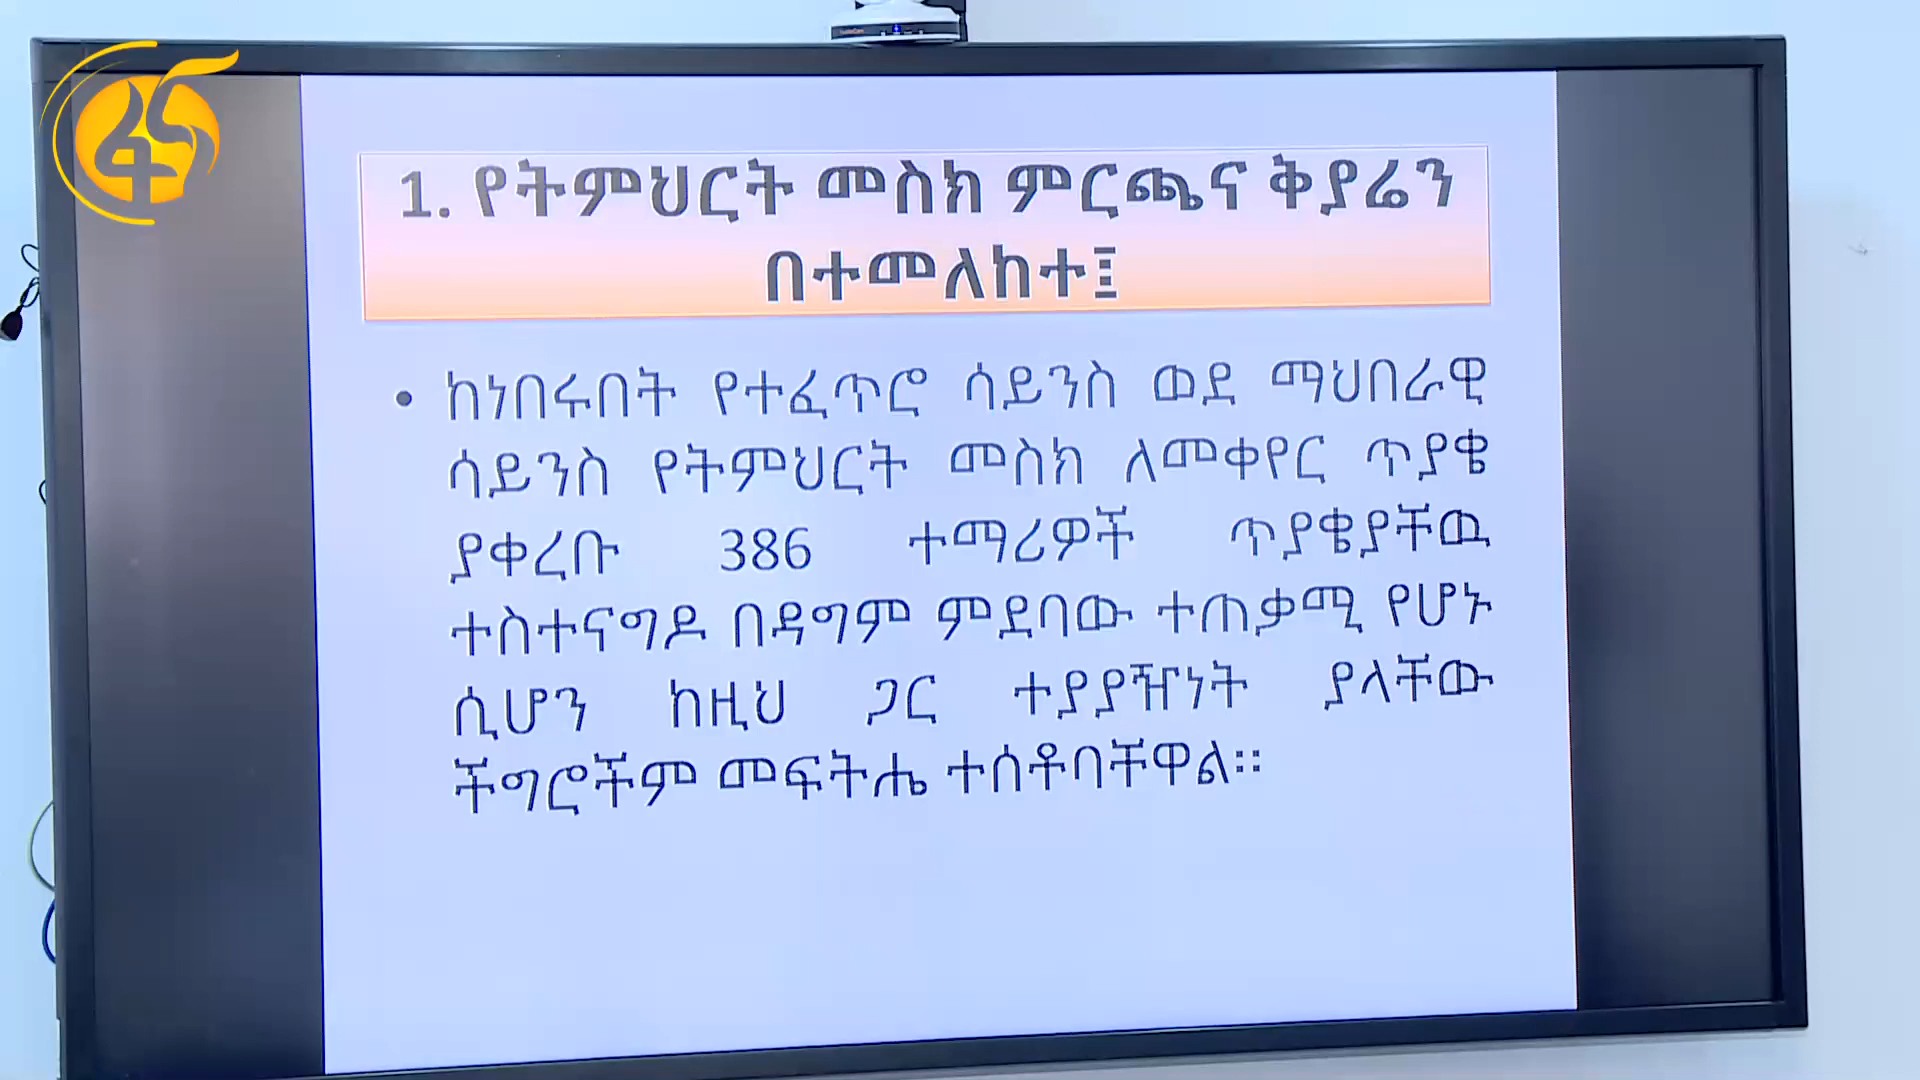 ፋና
1. የትምህርት መስክ ምርጫና ቅያሬን
በተመለከተ፤
• ከነበሩበት የተፈጥሮ ሳይንስ ወደ ማህበራዊ
ሳይንስ የትምህርት መስክ ለመቀየር ጥያቄ
ያቀረቡ 386 ተማሪዎች ጥያቄያቸዉ
ተስተናግዶ በዳግም ምደባው ተጠቃሚ የሆኑ
ሲሆን ከዚህ ጋር ተያያዥነት ያላቸው
ችግሮችም መፍትሔ ተሰቶባቸዋል፡፡